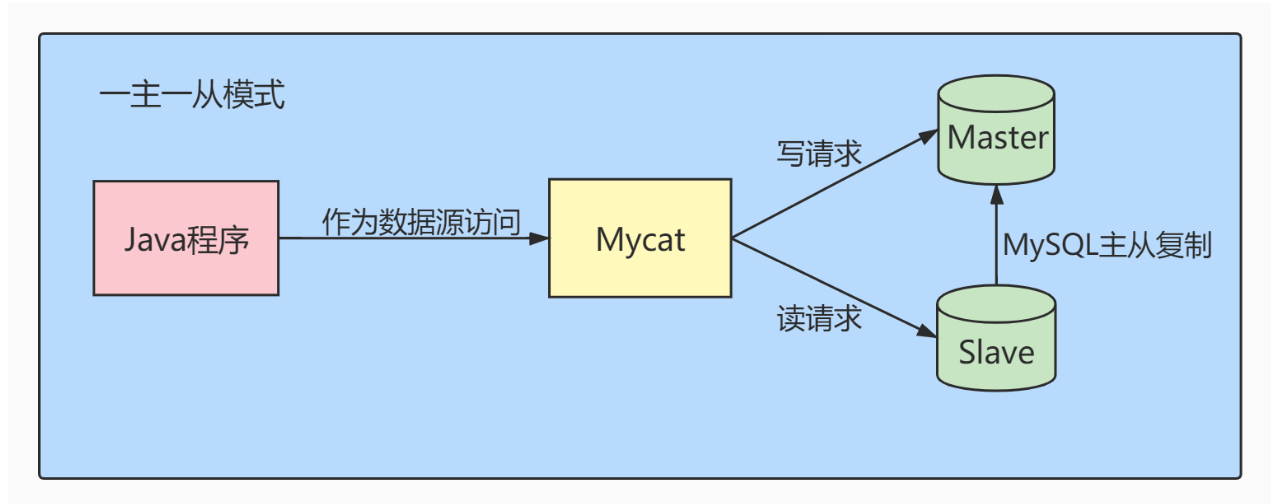 一主一从模式
Java程序
作为数据源访问
Mycat
写请求
读请求
Master
MySQL主从复制
Slave